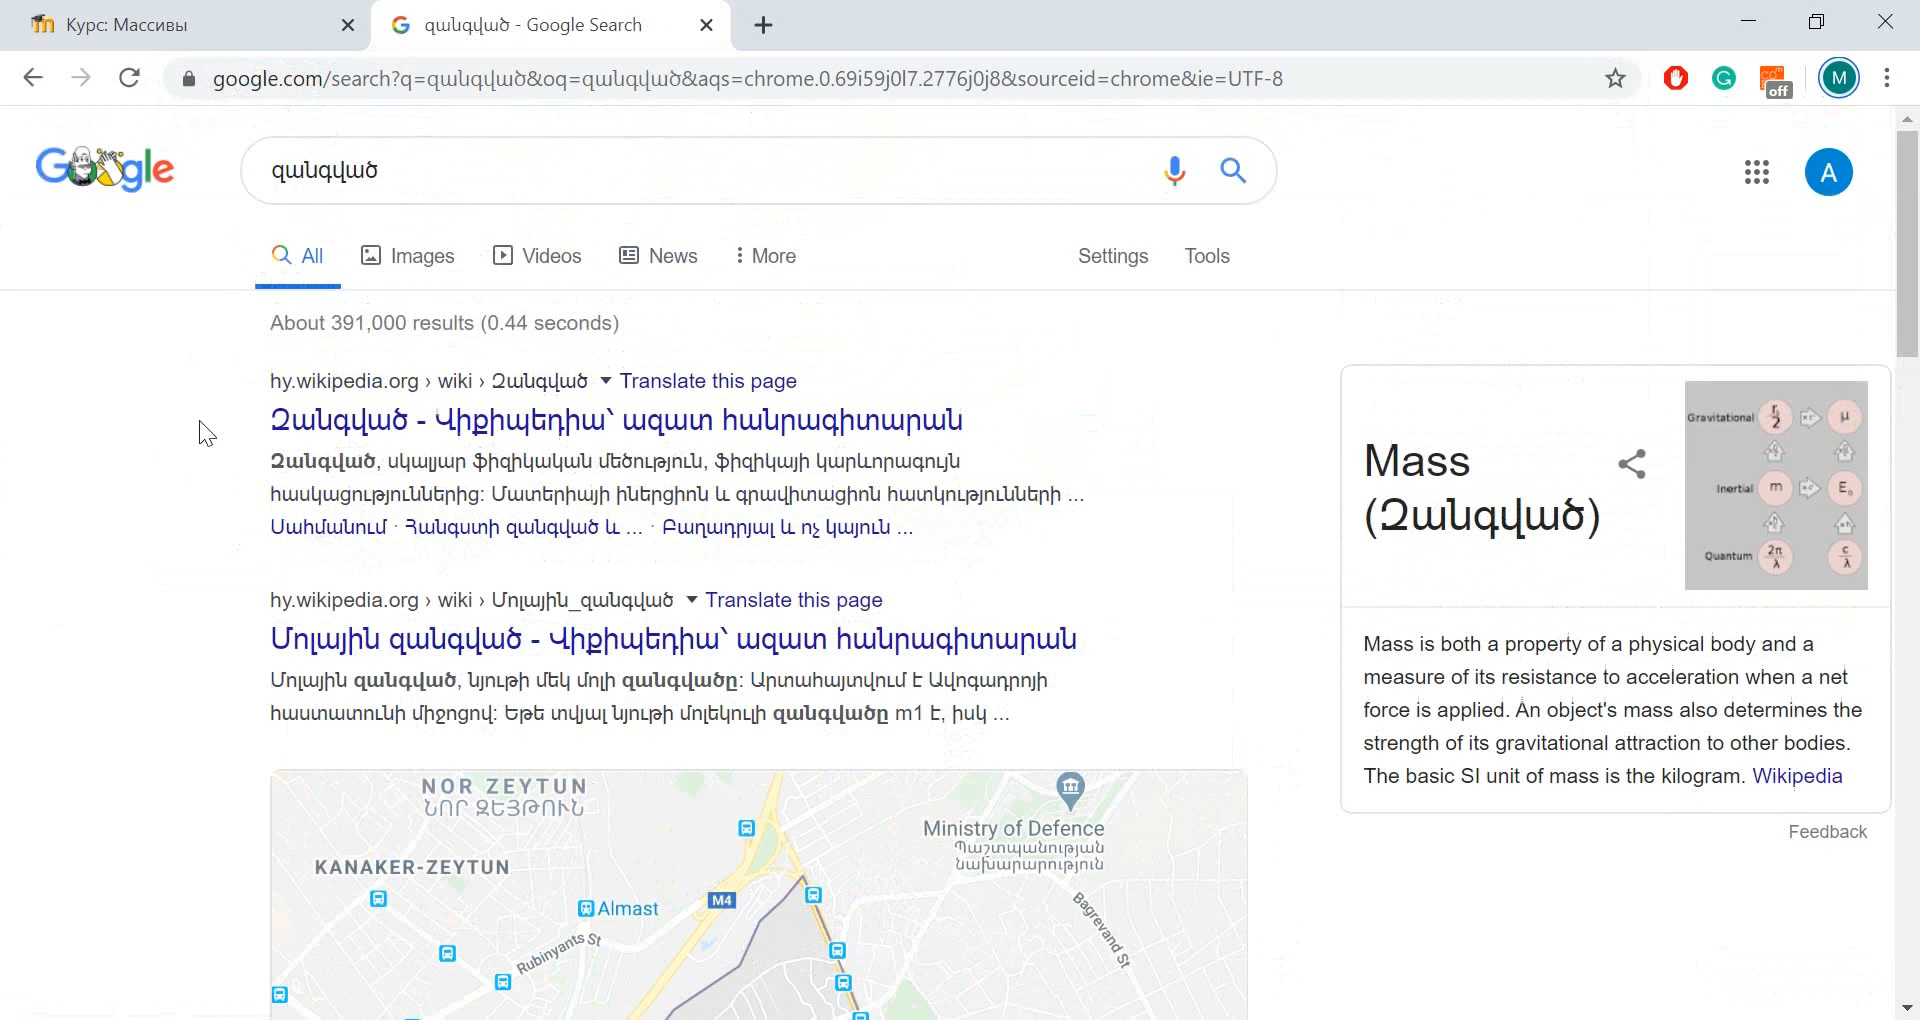 Курс: Массивы
զանգված - Google Search
google.com/search?q=զանգված&oq=զանգված&aqs=chrome.0.69i59j0l7.2776j0j8&sourceid=chrome&ie=UTF-8
off
M
Google
զանգված
A
All
Images
Videos
News
More
Settings
Tools
About 391,000 results (0.44 seconds)
hy.wikipedia.org › wiki › Զանգված
Translate this page
Զանգված - Վիքիպեդիա՝ ազատ հանրագիտարան
Զանգված, սկալյար ֆիզիկական մեծություն, ֆիզիկայի կարևորագույն
հասկացություններից: Մատերիայի իներցիոն և գրավիտացիոն հատկությունների ...
Սահմանում · Հանգստի զանգված և ... · Բաղադրյալ և ոչ կայուն ...
hy.wikipedia.org › wiki › Մոլային_զանգված
Translate this page
Մոլային զանգված - Վիքիպեդիա՝ ազատ հանրագիտարան
Մոլային զանգված, նյութի մեկ մոլի զանգվածը: Արտահայտվում է Ավոգադրոյի
հաստատունի միջոցով: Եթե տվյալ նյութի մոլեկուլի զանգվածը m1 է, իսկ ...
NOR ZEYTUN
ՆՈՐ ԶԵՅԹՈՒՆ
KANAKER-ZEYTUN
Almast
M4
Rubinyants St
Ministry of Defence
Պաշտպանության
նախարարություն
Bagrevand St
Mass
(Զանգված)
Gravitational
μ
Inertial
m
E₀
Quantum
2π
λ
c
λ
Mass is both a property of a physical body and a
measure of its resistance to acceleration when a net
force is applied. An object's mass also determines the
strength of its gravitational attraction to other bodies.
The basic SI unit of mass is the kilogram. Wikipedia
Feedback